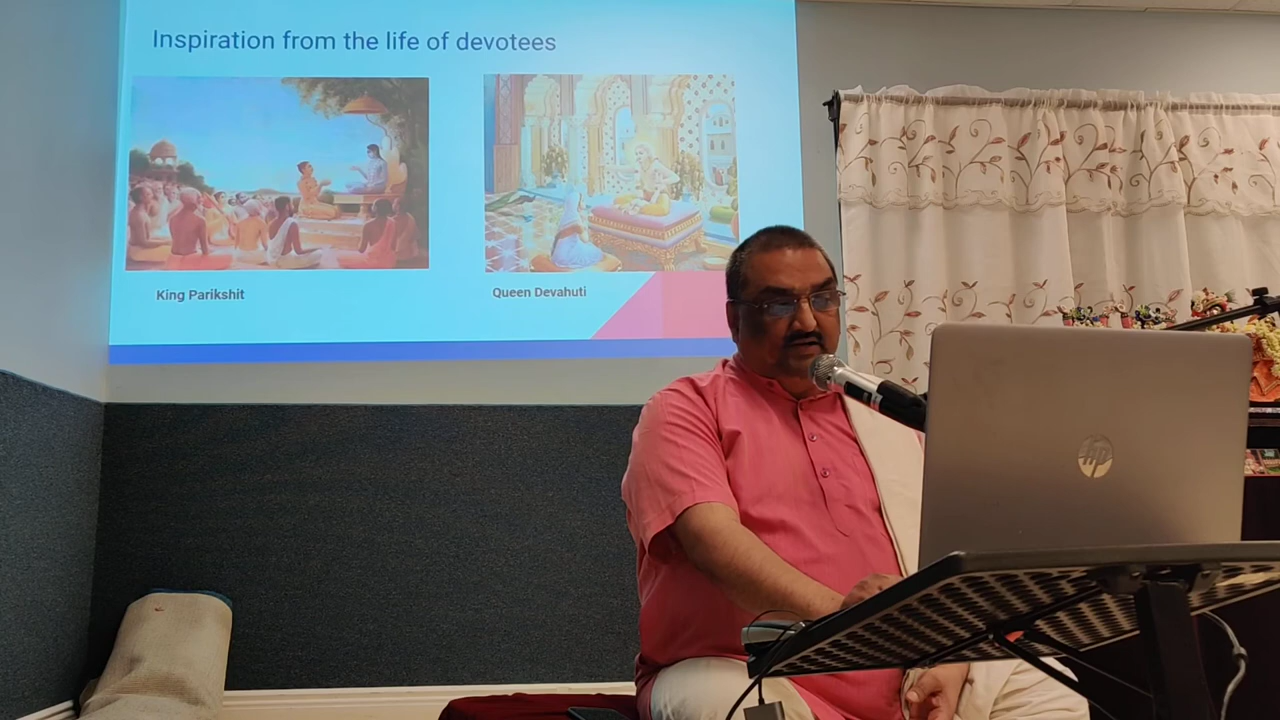 Inspiration from the life of devotees
King Parikshit
Queen Devahuti
hp